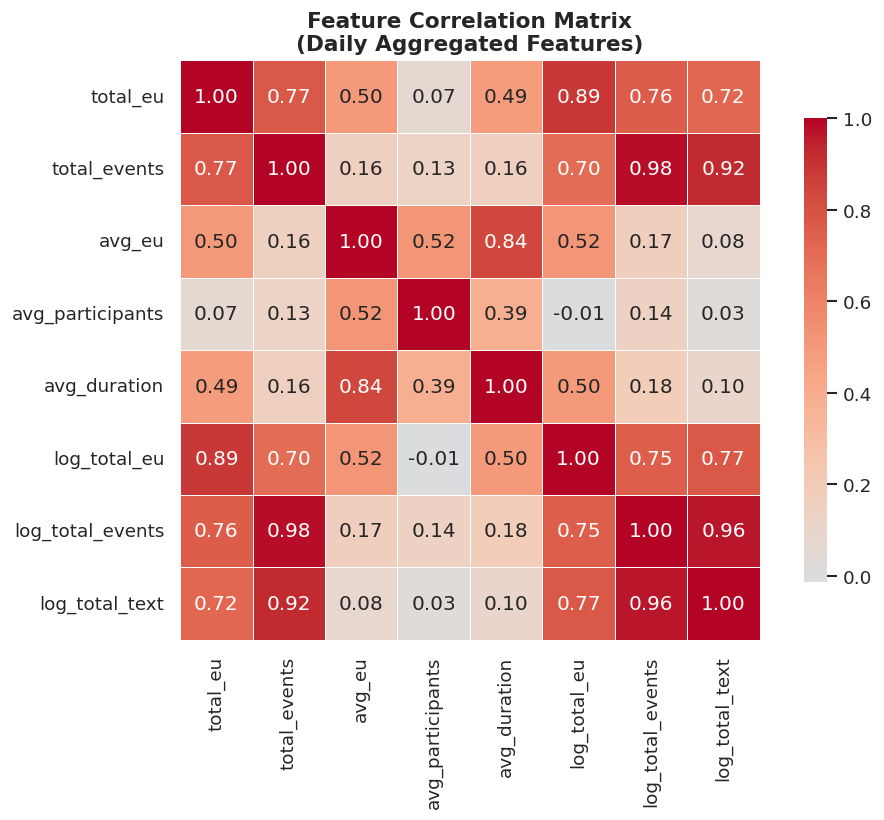 Feature Correlation Matrix
(Daily Aggregated Features)
total_eu 1.00 0.77 0.50 0.07 0.49 0.89 0.76 0.72
total_events 0.77 1.00 0.16 0.13 0.16 0.70 0.98 0.92
avg_eu 0.50 0.16 1.00 0.52 0.84 0.52 0.17 0.08
avg_participants 0.07 0.13 0.52 1.00 0.39 -0.01 0.14 0.03
avg_duration 0.49 0.16 0.84 0.39 1.00 0.50 0.18 0.10
log_total_eu 0.89 0.70 0.52 -0.01 0.50 1.00 0.75 0.77
log_total_events 0.76 0.98 0.17 0.14 0.18 0.75 1.00 0.96
log_total_text 0.72 0.92 0.08 0.03 0.10 0.77 0.96 1.00
total_eu
total_events
avg_eu
avg_participants
avg_duration
log_total_eu
log_total_events
log_total_text
1.0
0.8
0.6
0.4
0.2
0.0